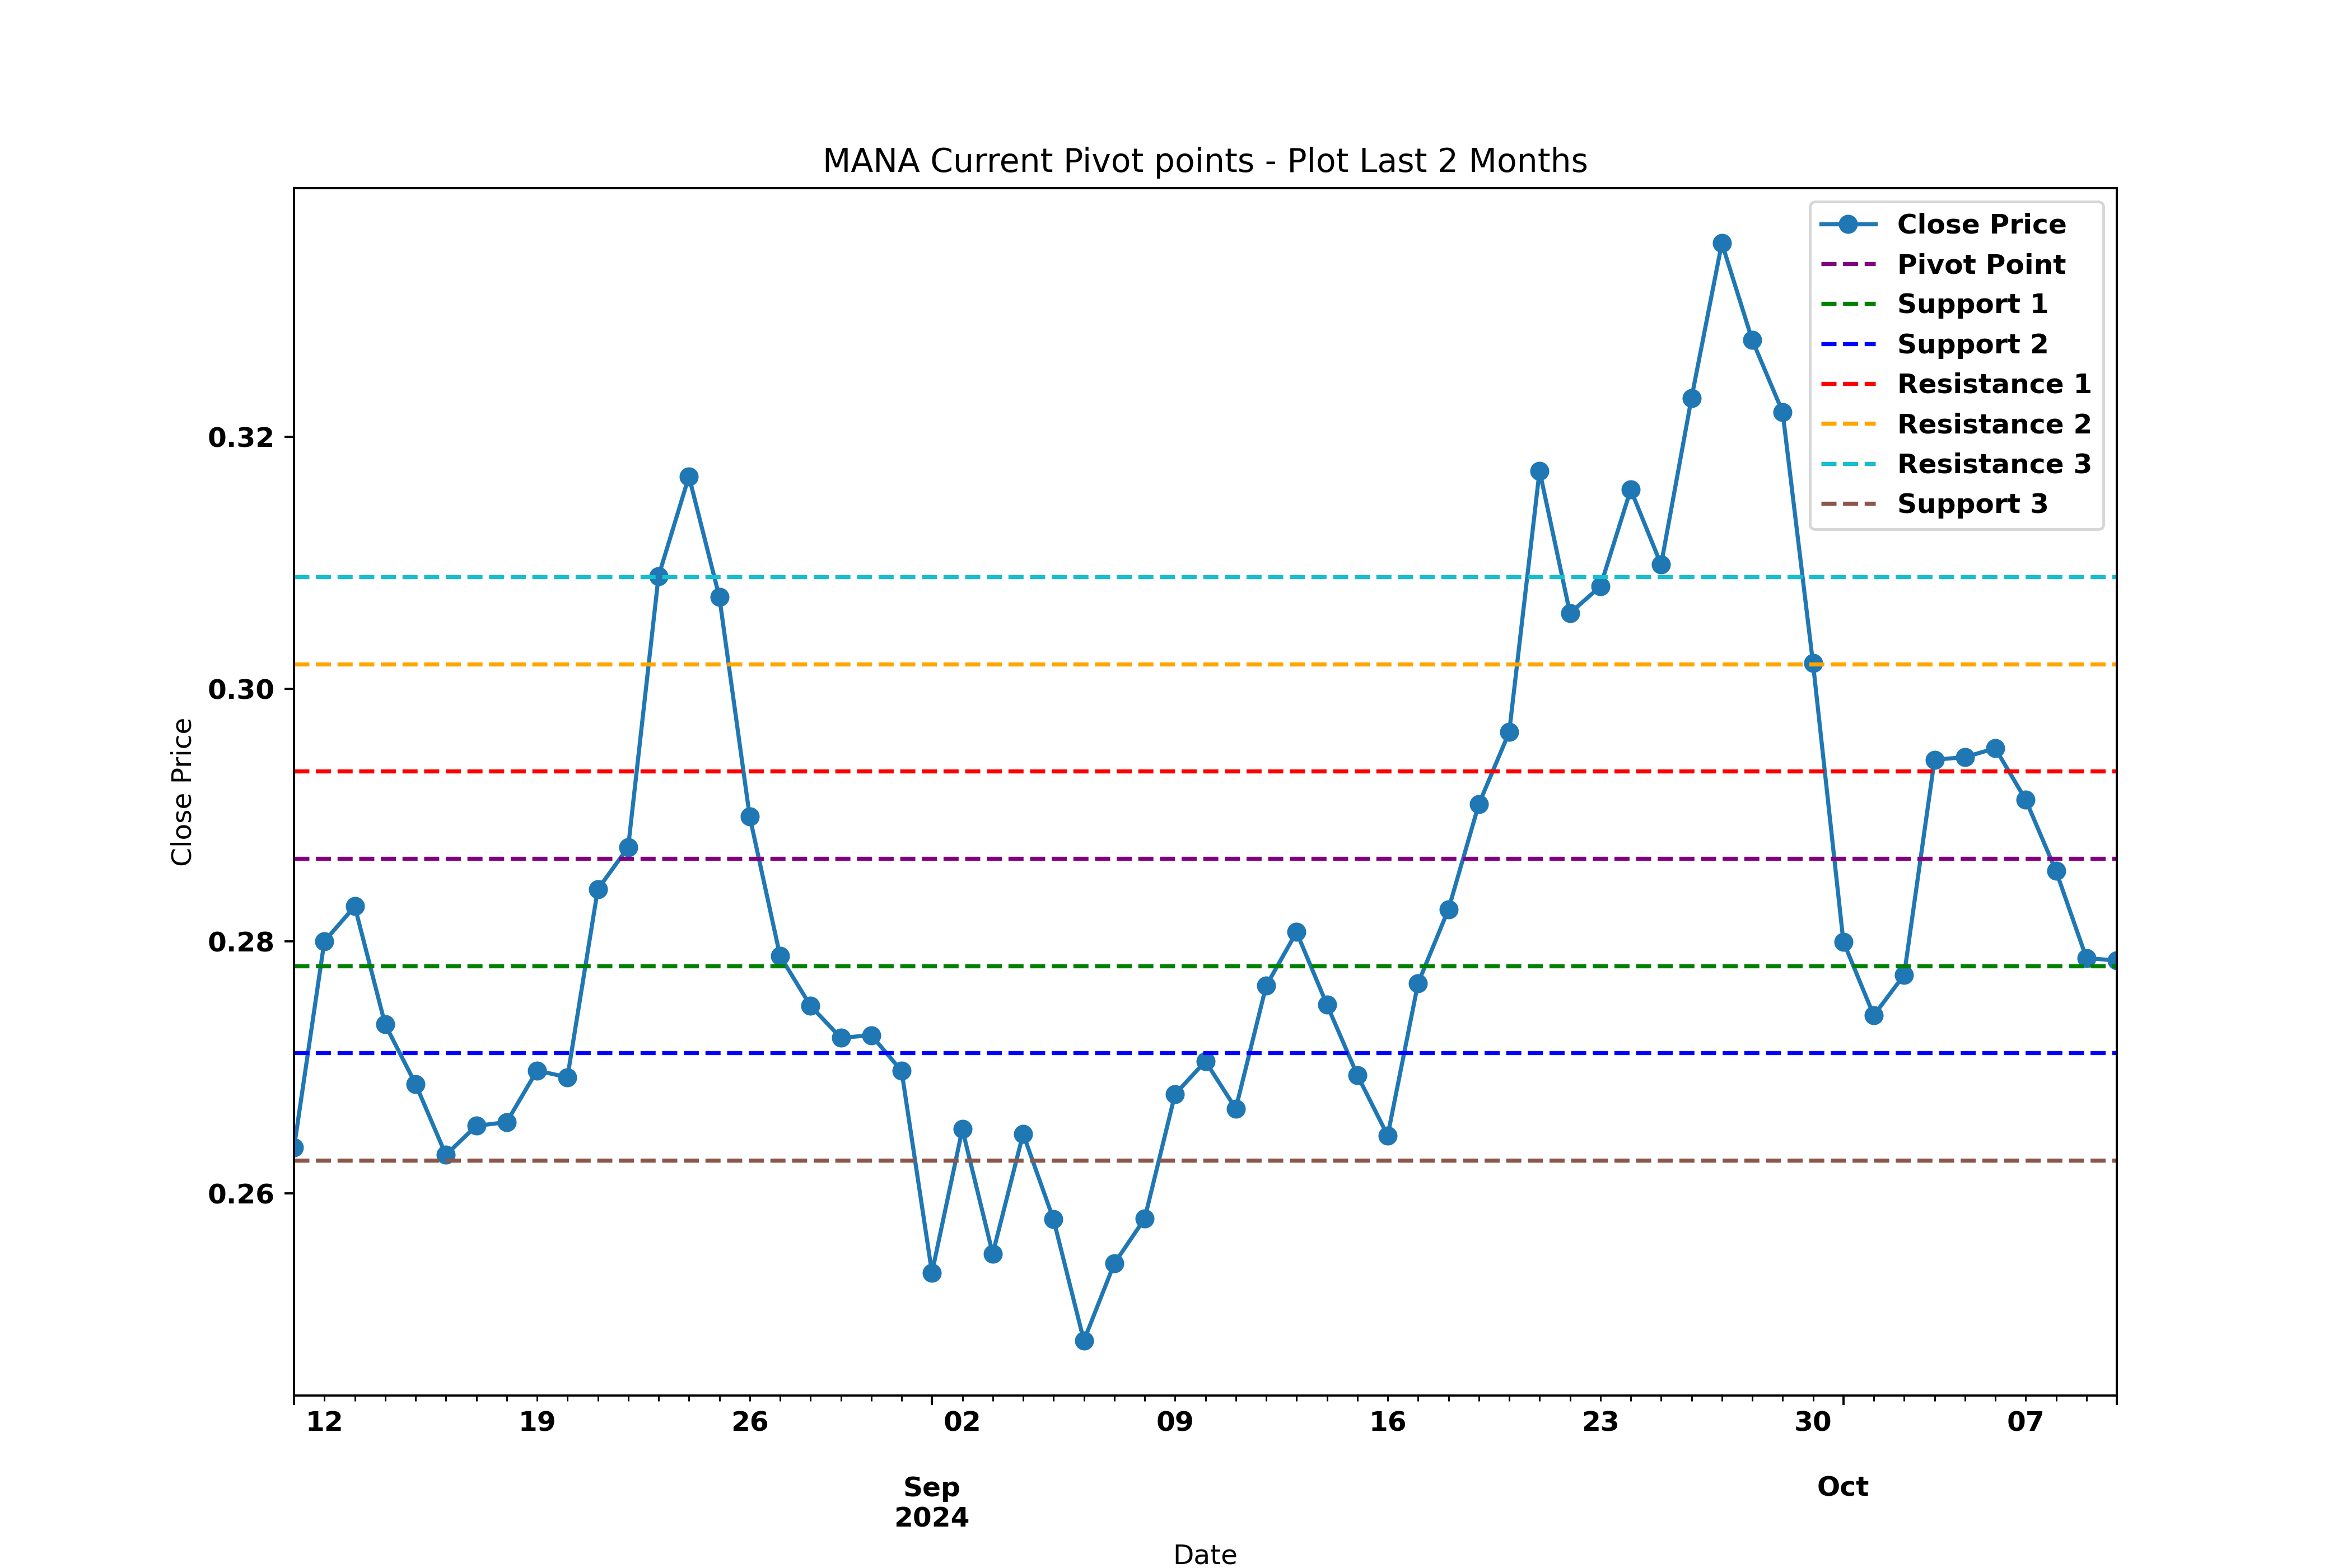 MANA Current Pivot points - Plot Last 2 Months
Close Price
Pivot Point
Support 1
Support 2
Resistance 1
Resistance 2
Resistance 3
Support 3
0.32
0.30
0.28
0.26
Close Price
12 19 26 02 09 16 23 30 07
Sep Oct
2024
Date